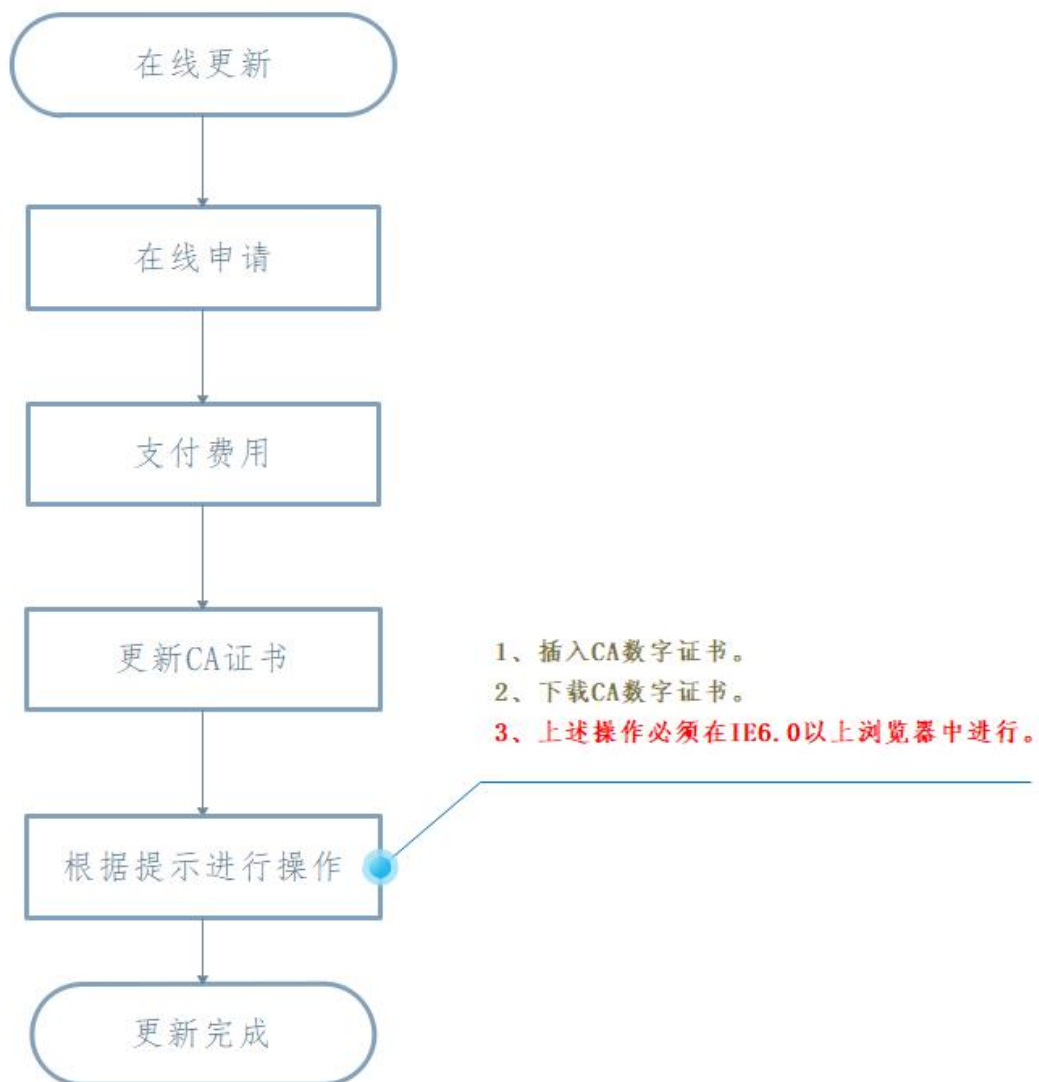 在线更新
在线申请
支付费用
更新CA证书
1、插入CA数字证书。
2、下载CA数字证书。
3、上述操作必须在IE6.0以上浏览器中进行。
根据提示进行操作
更新完成